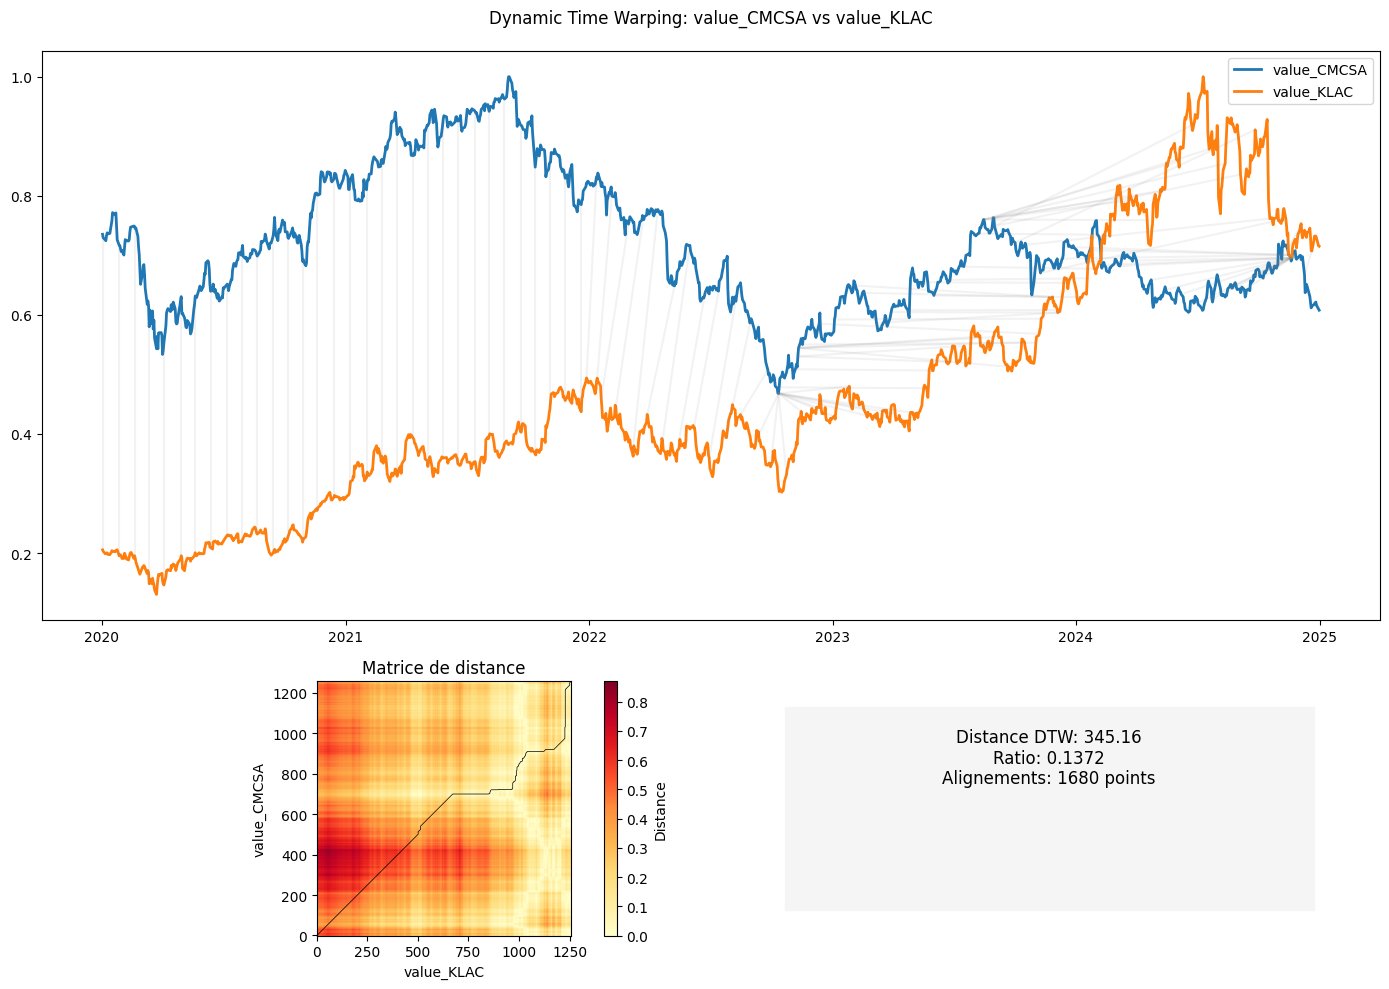 Dynamic Time Warping: value_CMCSA vs value_KLAC
value_CMCSA
value_KLAC
1.0
0.8
0.6
0.4
0.2
2020 2021 2022 2023 2024 2025
Matrice de distance
value_CMCSA
1200
1000
800
600
400
200
0
0 250 500 750 1000 1250
value_KLAC
0.8
0.7
0.6
0.5
0.4
0.3
0.2
0.1
0.0
Distance
Distance DTW: 345.16
Ratio: 0.1372
Alignements: 1680 points